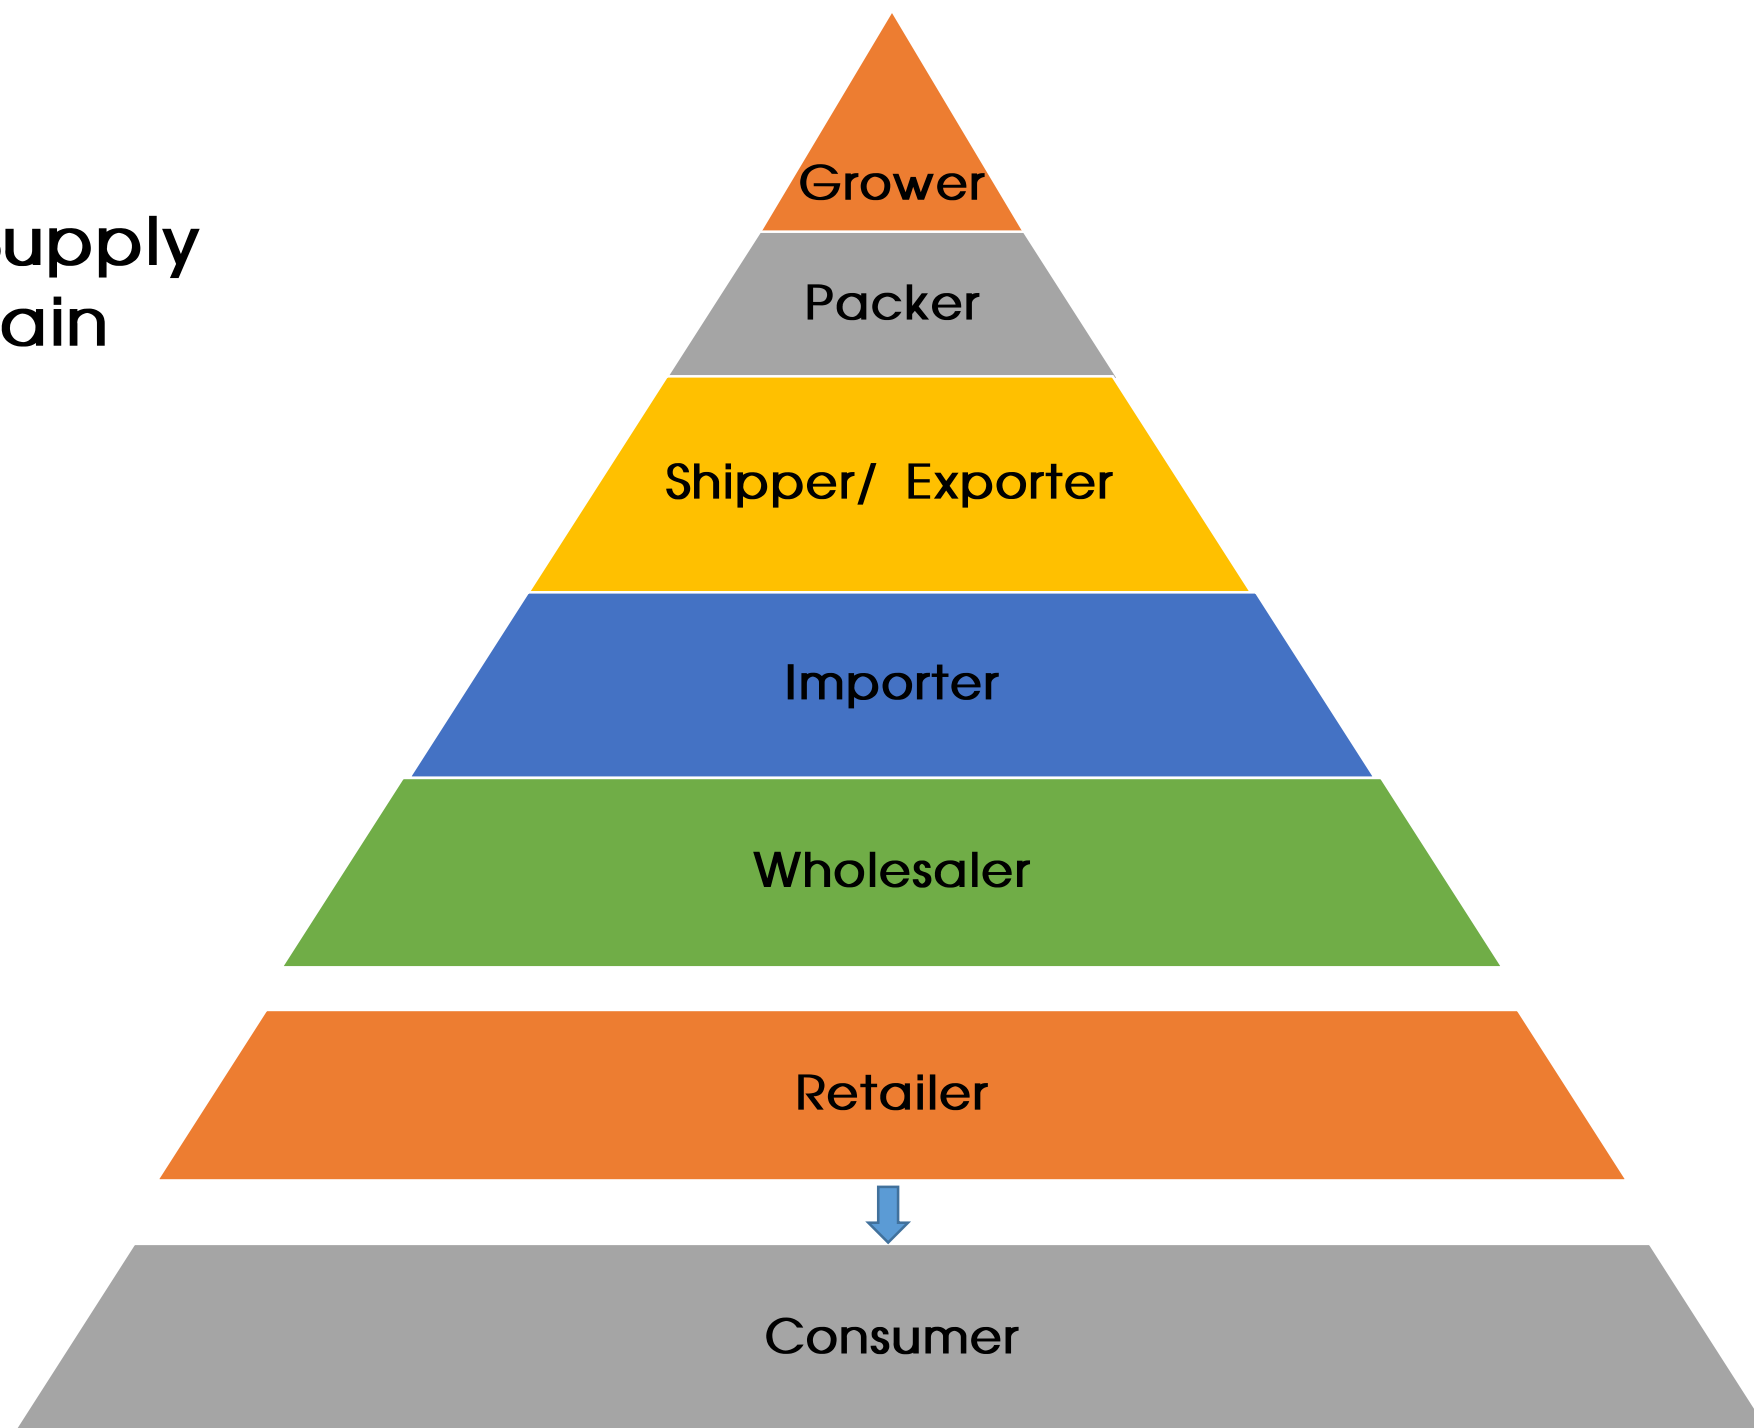 Grower
upply
Packer
ain
Shipper/ Exporter
Importer
Wholesaler
Retailer
Consumer